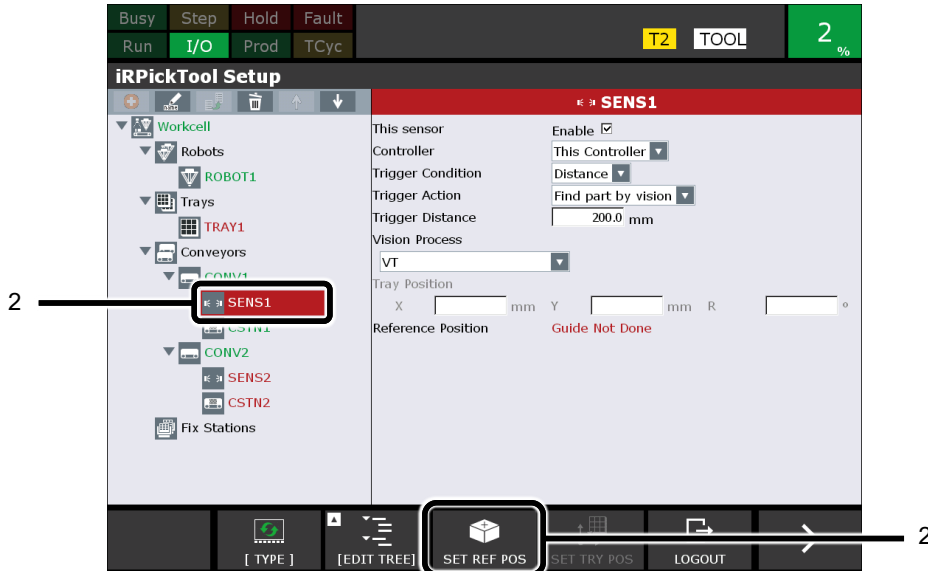 Busy Step Hold Fault
Run I/O Prod TCyc
T2 TOOL
2 %
iRPickTool Setup
SENS1
Workcell
Robots
ROBOT1
Trays
TRAY1
Conveyors
CONV1
SENS1
CSTN1
CONV2
SENS2
CSTN2
Fix Stations
This sensor Enable
Controller This Controller
Trigger Condition Distance
Trigger Action Find part by vision
Trigger Distance 200.0 mm
Vision Process
VT
Tray Position
X mm Y mm R °
Reference Position Guide Not Done
2
2
[ TYPE ] [EDIT TREE] SET REF POS SET TRY POS LOGOUT >